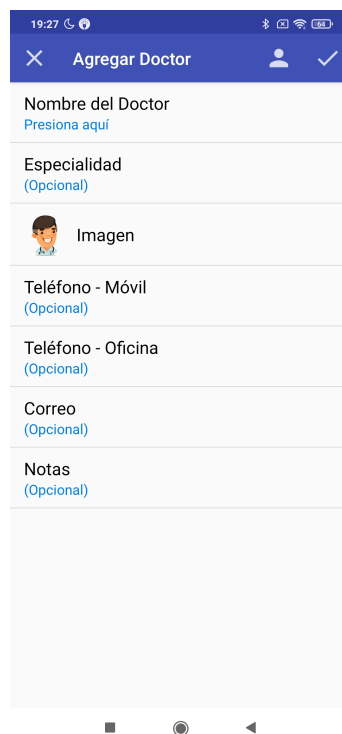 19:27
64
Agregar Doctor
Nombre del Doctor
Presiona aquí
Especialidad
(Opcional)
Imagen
Teléfono - Móvil
(Opcional)
Teléfono - Oficina
(Opcional)
Correo
(Opcional)
Notas
(Opcional)